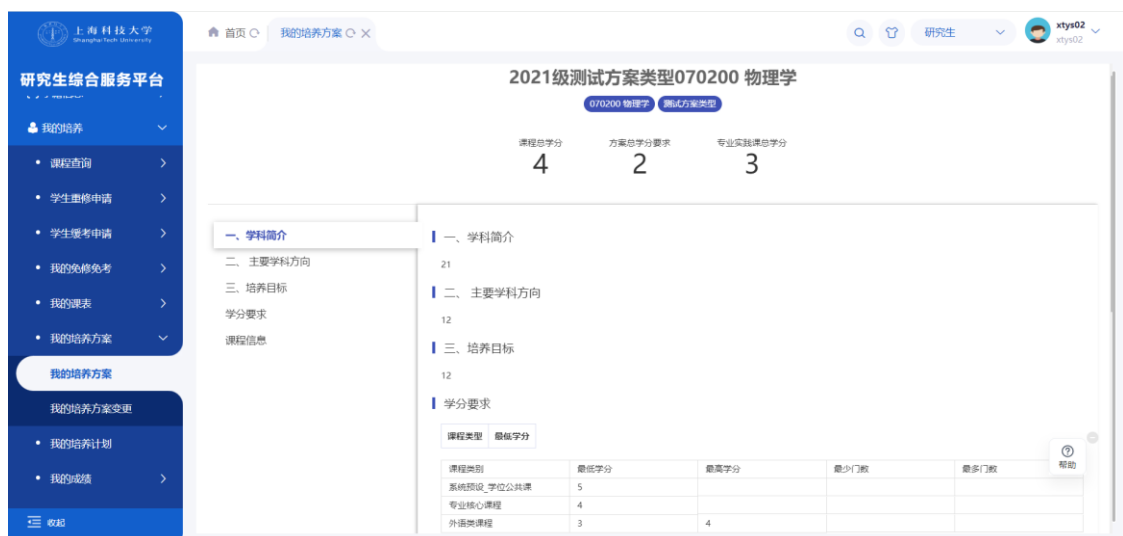 上海科技大学
ShanghaiTech University
首页
我的培养方案
研究生
xtys02
xtys02
研究生综合服务平台
我的培养
课程查询
学生重修申请
学生缓考申请
我的免修免考
我的课表
我的培养方案
我的培养方案
我的培养方案变更
我的培养计划
我的成绩
收起
2021级测试方案类型070200 物理学
070200 物理学 测试方案类型
课程总学分 方案总学分要求 专业实践课总学分
4 2 3
一、学科简介
二、 主要学科方向
三、培养目标
学分要求
课程信息
一、学科简介
21
二、 主要学科方向
12
三、培养目标
12
学分要求
课程类型 最低学分
课程类别 最低学分 最高学分 最少门数 最多门数
系统预设_学位公共课 5
专业核心课程 4
外语类课程 3 4
帮助